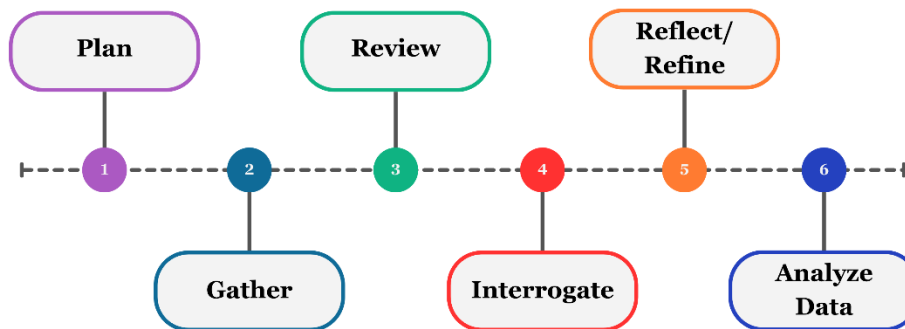 Plan
Review
Reflect/
Refine
1
2
3
4
5
6
Gather
Interrogate
Analyze
Data